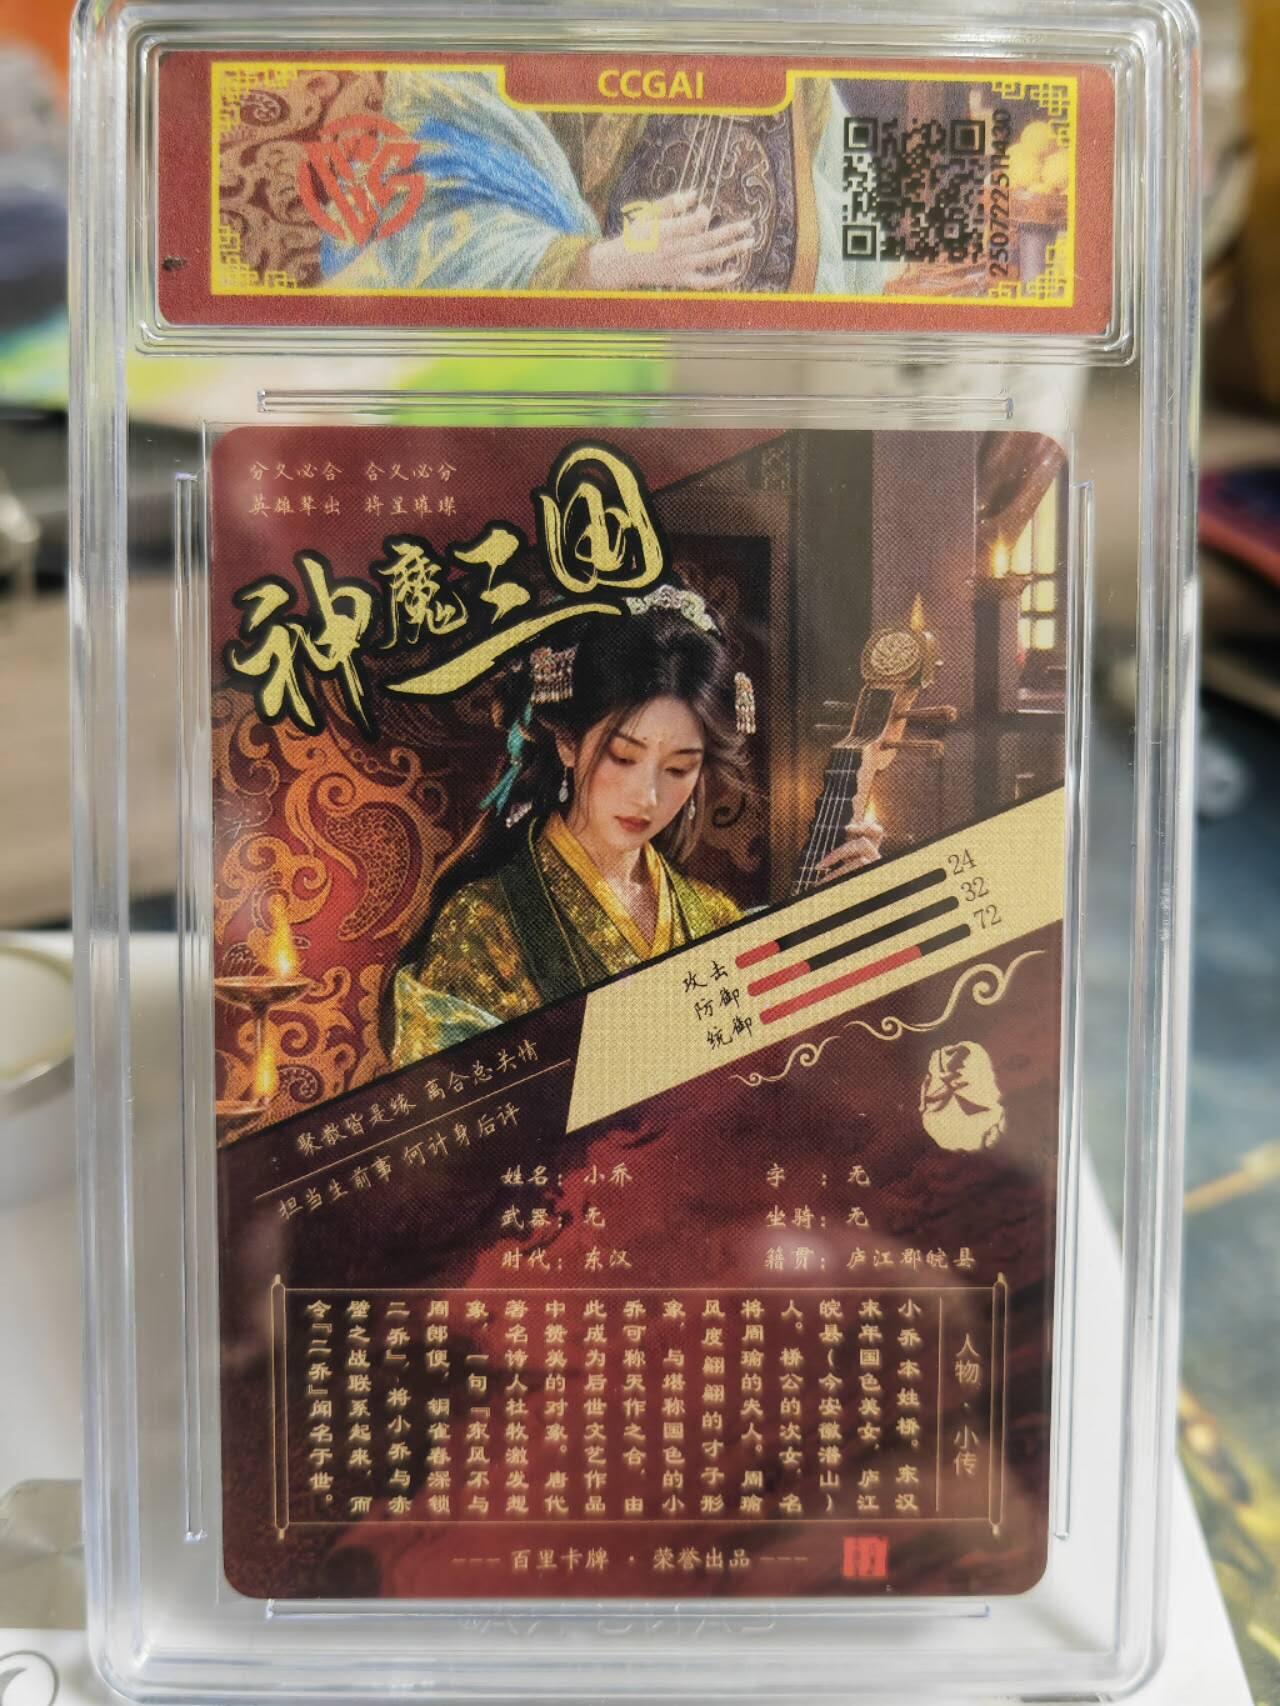 CCGAI
2507722511430
分久必合 合久必分
英雄辈出 将星璀璨
神魔三国
攻击 24
防御 32
统御 72
聚散皆是缘 离合总关情
担当生前事 何计身后评
吴
姓名：小乔
字：无
武器：无
坐骑：无
时代：东汉
籍贯：庐江郡皖县
人物·小传
小乔本姓桥。东汉
末年国色美女，庐江
皖县（今安徽潜山）
人。桥公的次女，名
将周瑜的夫人。周瑜
风度翩翩的才子形
象，与堪称国色的小
乔可称天作之合，由
此成为后世文艺作品
中赞美的对象。唐代
著名诗人杜牧激发想
象，一句『东风不与
周郎便，铜雀春深锁
二乔』，将小乔与赤
壁之战联系起来，而
令『二乔』闻名于世。
--- 百里卡牌 · 荣誉出品 ---